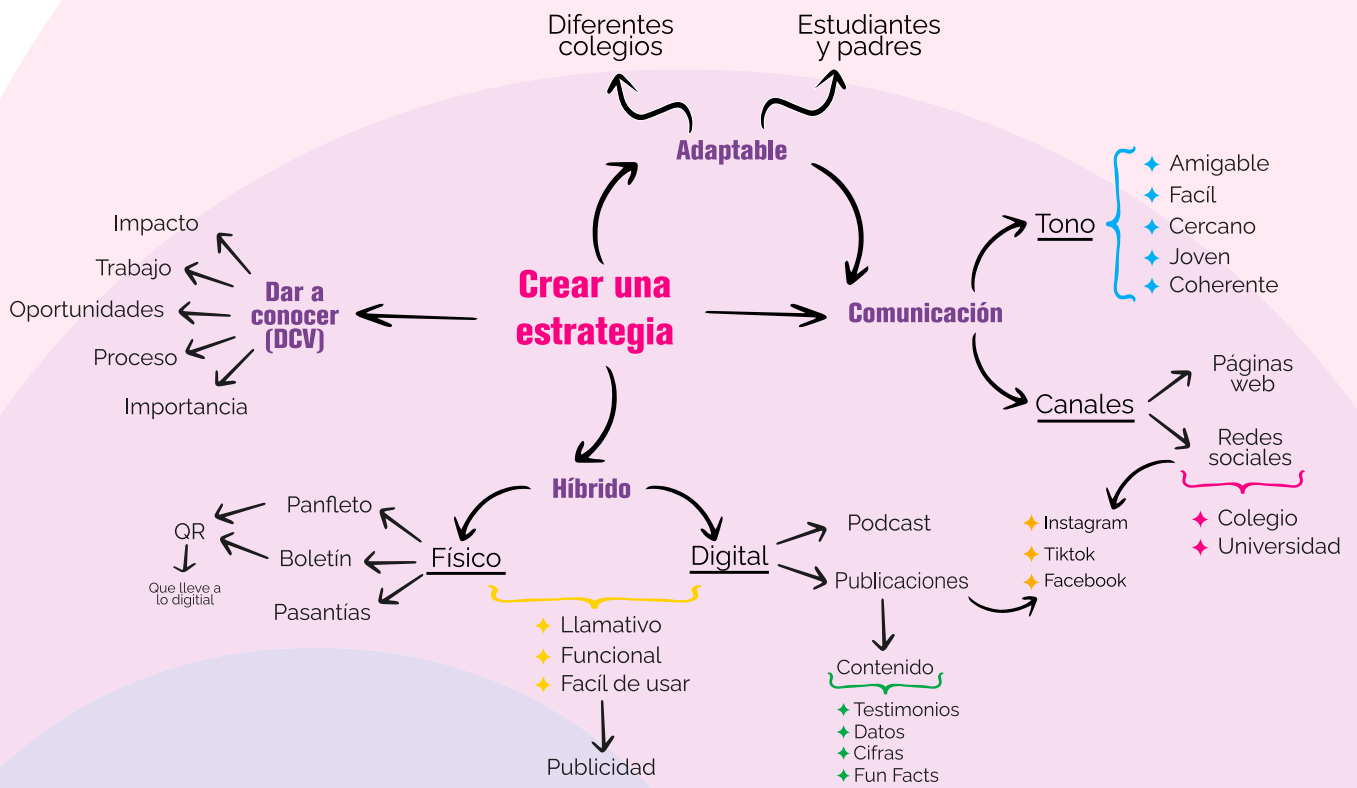 Diferentes
colegios
Estudiantes
y padres
Adaptable
Crear una
estrategia
Dar a
conocer
(DCV)
Impacto
Trabajo
Oportunidades
Proceso
Importancia
Comunicación
Tono
Amigable
Facíl
Cercano
Joven
Coherente
Canales
Páginas
web
Redes
sociales
Colegio
Universidad
Instagram
Tiktok
Facebook
Híbrido
Físico
Panfleto
Boletín
Pasantías
QR
Que lleve a
lo digitial
Digital
Podcast
Publicaciones
Contenido
Testimonios
Datos
Cifras
Fun Facts
Llamativo
Funcional
Facíl de usar
Publicidad